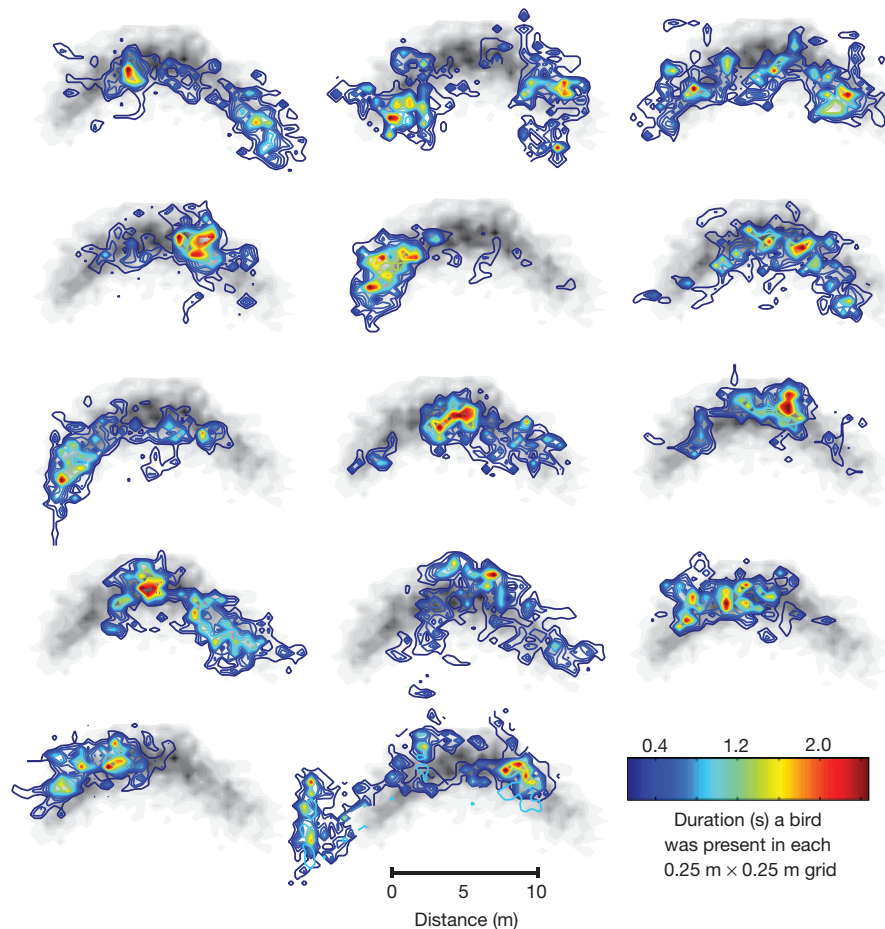 0.4 1.2 2.0
Duration (s) a bird
was present in each
0.25 m × 0.25 m grid
0 5 10
Distance (m)